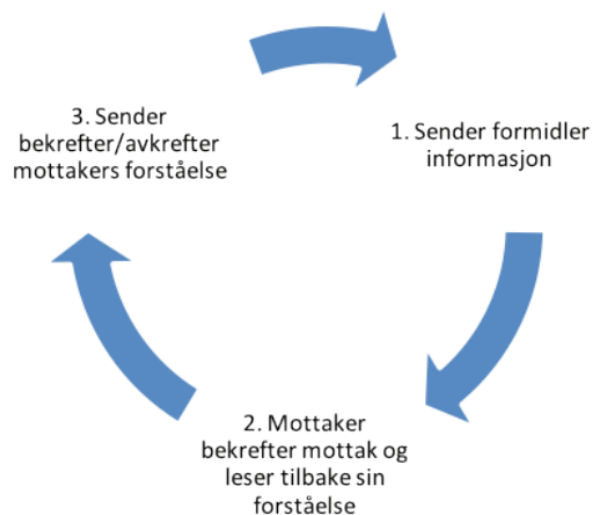 1. Sender formidler
informasjon
2. Mottaker
bekrefter mottak og
leser tilbake sin
forståelse
3. Sender
bekrefter/avkrefter
mottakers forståelse